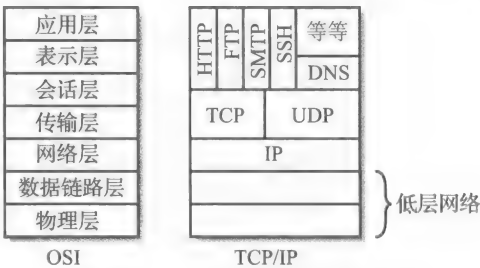 应用层
表示层
会话层
传输层
网络层
数据链路层
物理层
OSI
HTTP
FTP
SMTP
SSH
等等
DNS
TCP
UDP
IP
TCP/IP
低层网络